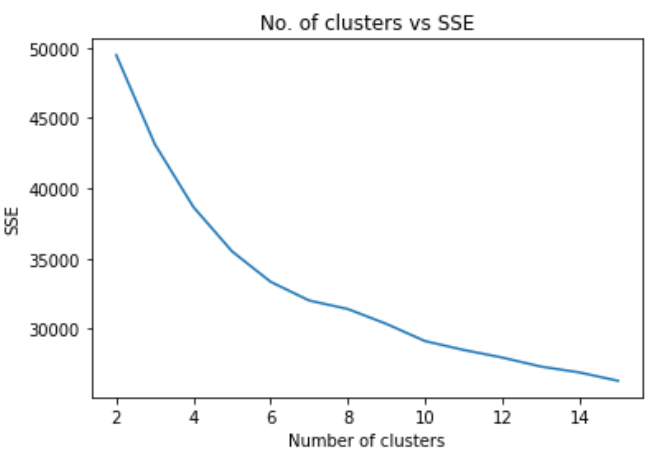 No. of clusters vs SSE
50000
45000
40000
35000
30000
SSE
2 4 6 8 10 12 14
Number of clusters